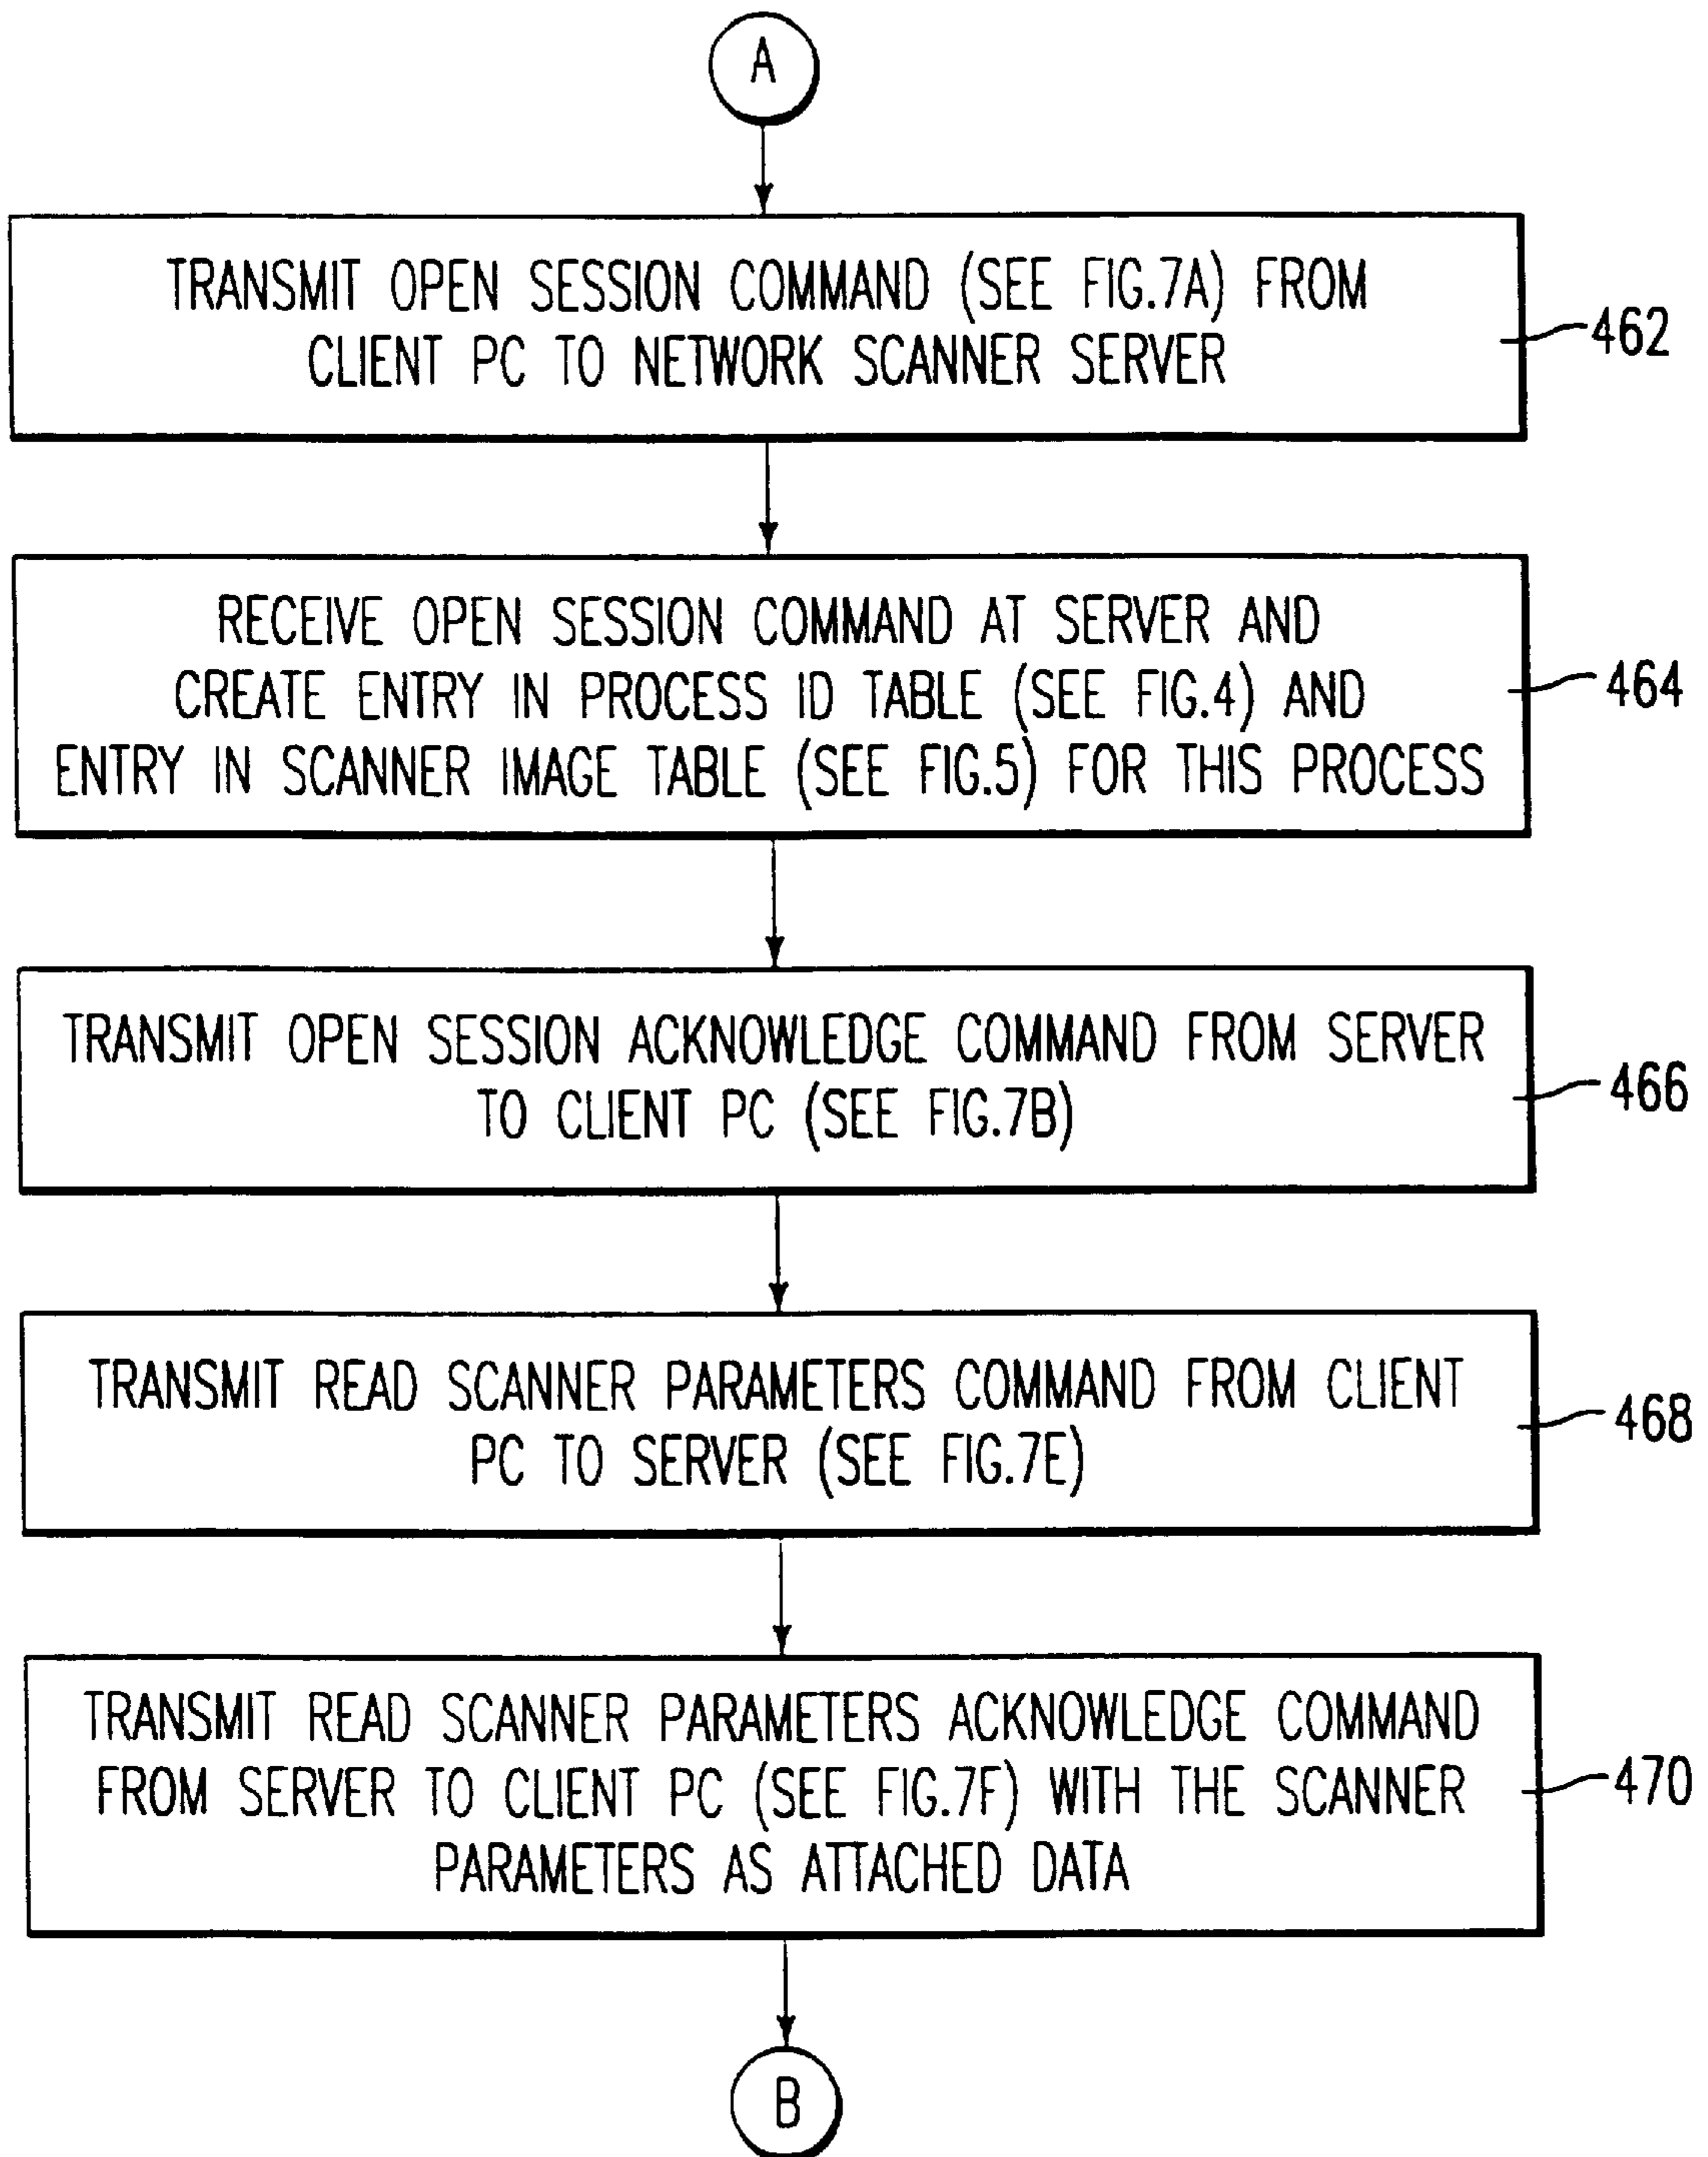 A
TRANSMIT OPEN SESSION COMMAND (SEE FIG.7A) FROM
CLIENT PC TO NETWORK SCANNER SERVER
462
RECEIVE OPEN SESSION COMMAND AT SERVER AND
CREATE ENTRY IN PROCESS ID TABLE (SEE FIG.4) AND
ENTRY IN SCANNER IMAGE TABLE (SEE FIG.5) FOR THIS PROCESS
464
TRANSMIT OPEN SESSION ACKNOWLEDGE COMMAND FROM SERVER
TO CLIENT PC (SEE FIG.7B)
466
TRANSMIT READ SCANNER PARAMETERS COMMAND FROM CLIENT
PC TO SERVER (SEE FIG.7E)
468
TRANSMIT READ SCANNER PARAMETERS ACKNOWLEDGE COMMAND
FROM SERVER TO CLIENT PC (SEE FIG.7F) WITH THE SCANNER
PARAMETERS AS ATTACHED DATA
470
B